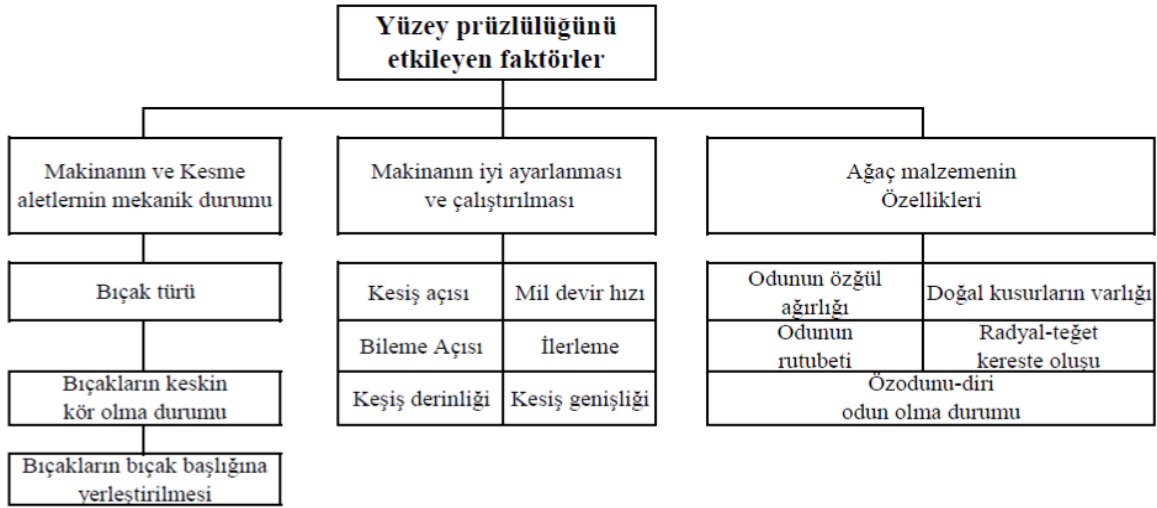 Yüzey prüzlülüğünü
etkileyen faktörler
Makinanın ve Kesme
aletlernin mekanik durumu
Bıçak türü
Bıçakların keskin
kör olma durumu
Bıçakların bıçak başlığına
yerleştirilmesi
Makinanın iyi ayarlanması
ve çalıştırılması
Kesiş açısı
Mil devir hızı
Bileme Açısı
İlerleme
Keşiş derinliği
Kesiş genişliği
Ağaç malzemenin
Özellikleri
Odunun özğül
ağırlığı
Doğal kusurların varlığı
Odunun
rutubeti
Radyal-teğet
kereste oluşu
Özodunu-diri
odun olma durumu